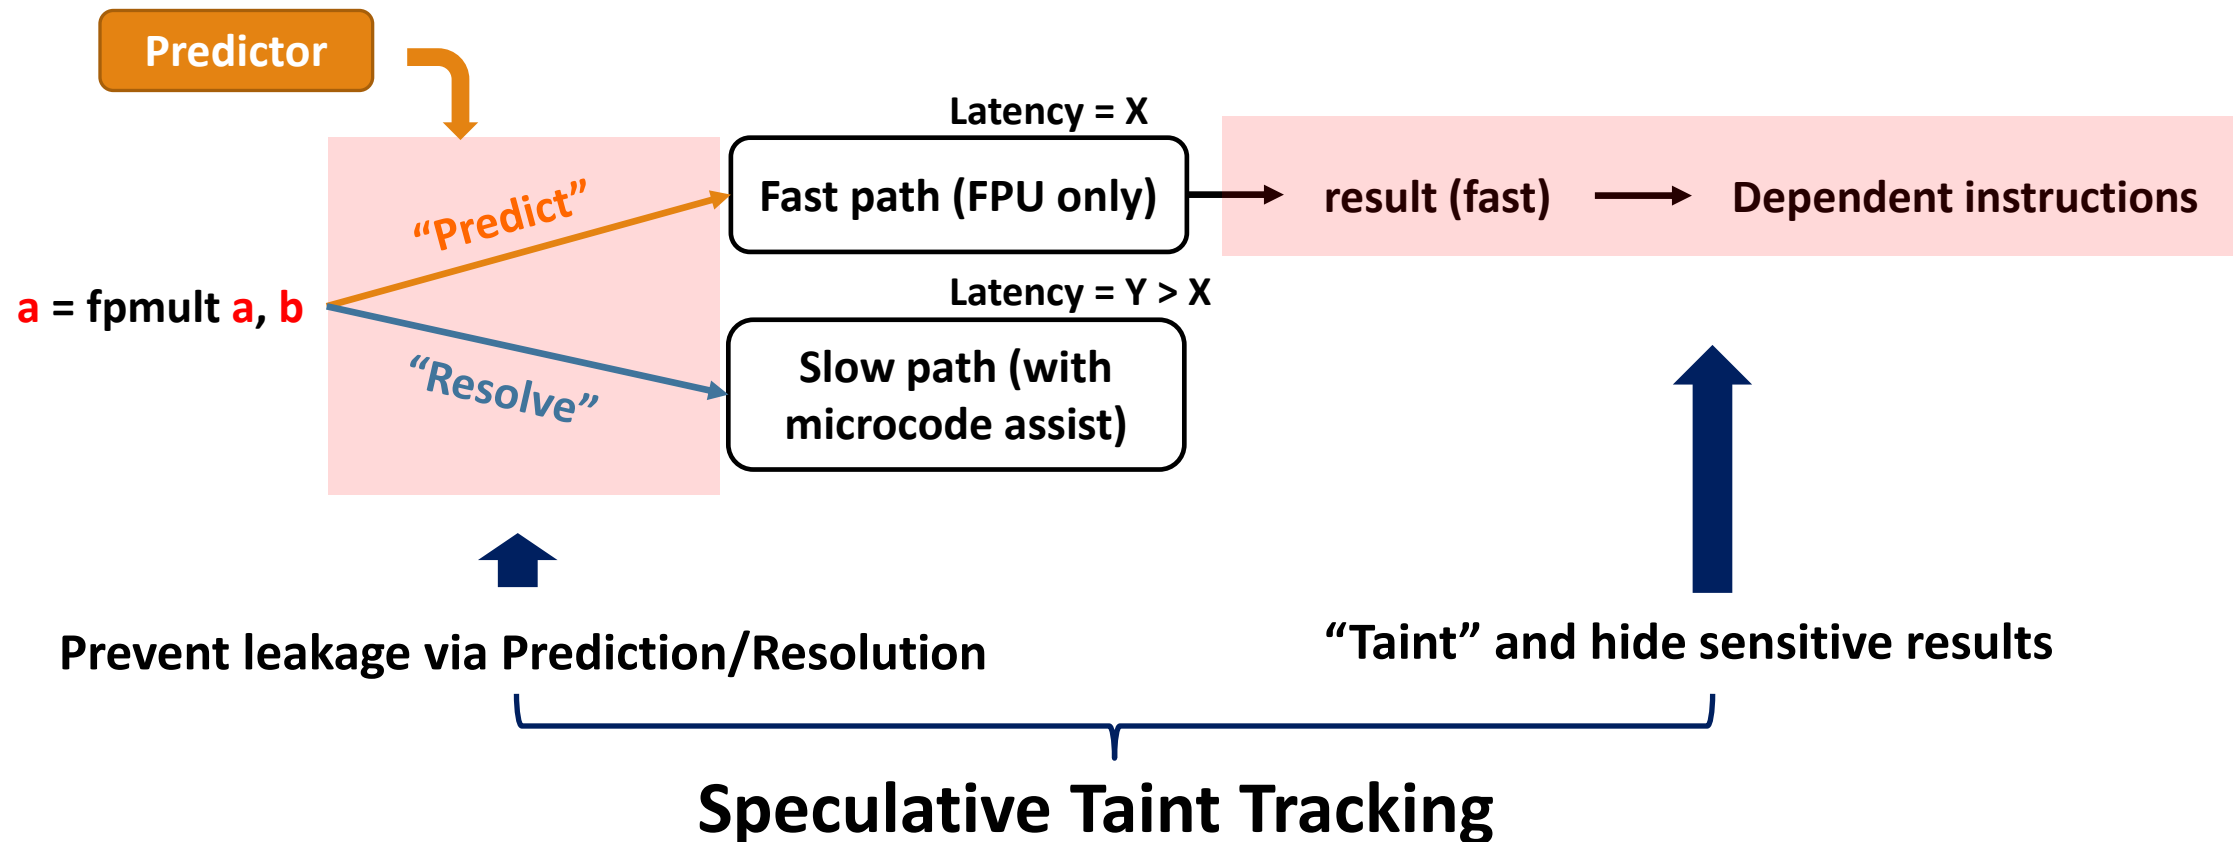 Predictor
Latency = X
“Predict”
Fast path (FPU only)
result (fast)
Dependent instructions
a = fpmult a, b
Latency = Y > X
“Resolve”
Slow path (with
microcode assist)
Prevent leakage via Prediction/Resolution
“Taint” and hide sensitive results
Speculative Taint Tracking